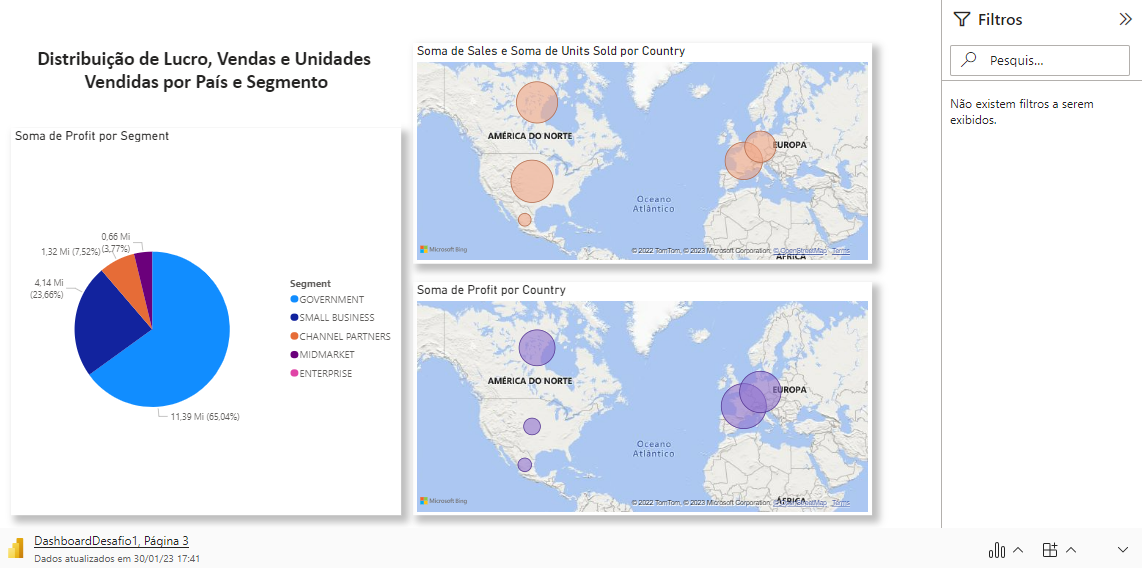 Distribuição de Lucro, Vendas e Unidades
Vendidas por País e Segmento
Soma de Profit por Segment
0,66 Mi
(3,77%)
1,32 Mi (7,52%)
4,14 Mi
(23,66%)
11,39 Mi (65,04%)
Segment
GOVERNMENT
SMALL BUSINESS
CHANNEL PARTNERS
MIDMARKET
ENTERPRISE
Soma de Sales e Soma de Units Sold por Country
AMÉRICA DO NORTE
EUROPA
Oceano
Atlântico
ÁFRICA
Microsoft Bing
© 2022 TomTom, © 2023 Microsoft Corporation, © OpenStreetMap Terms
Soma de Profit por Country
AMÉRICA DO NORTE
EUROPA
Oceano
Atlântico
ÁFRICA
Microsoft Bing
© 2022 TomTom, © 2023 Microsoft Corporation, © OpenStreetMap Terms
Filtros
Pesquis...
Não existem filtros a serem
exibidos.
DashboardDesafio1, Página 3
Dados atualizados em 30/01/23 17:41